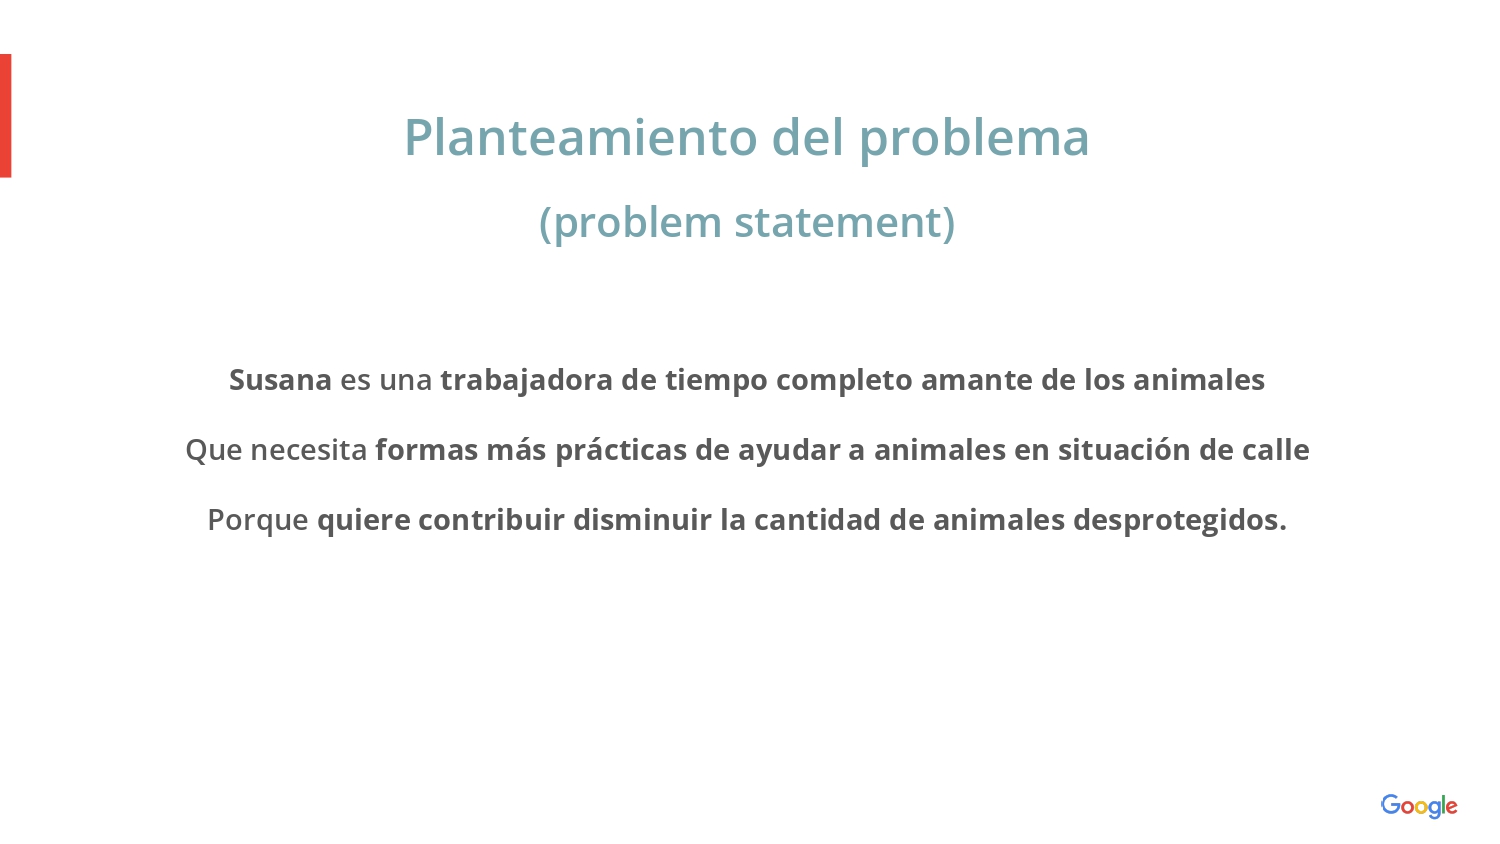 Planteamiento del problema
(problem statement)
Susana es una trabajadora de tiempo completo amante de los animales
Que necesita formas más prácticas de ayudar a animales en situación de calle
Porque quiere contribuir disminuir la cantidad de animales desprotegidos.
Google